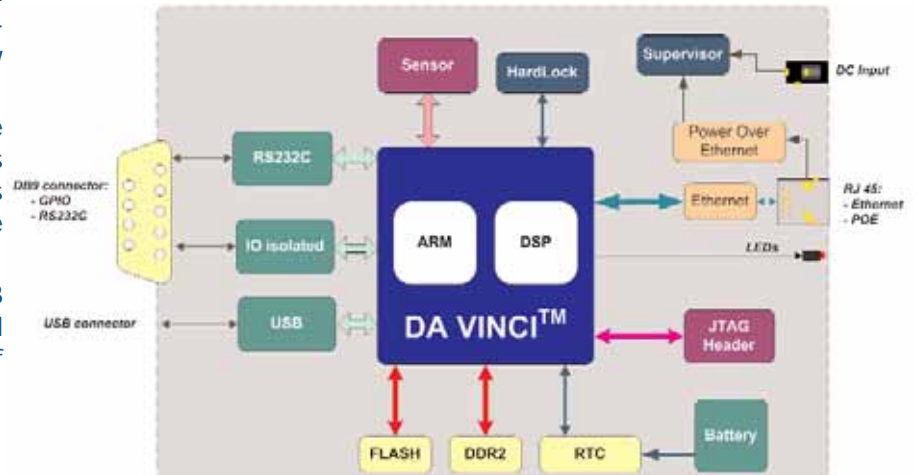 Sensor
HardLock
Supervisor
DC Input
Power Over
Ethernet
RS232C
DB9 connector:
- GPIO
- RS232C
RJ 45:
- Ethernet
- POE
Ethernet
ARM
DSP
IO isolated
LEDs
USB connector
USB
DA VINCI™
JTAG
Header
Battery
FLASH
DDR2
RTC